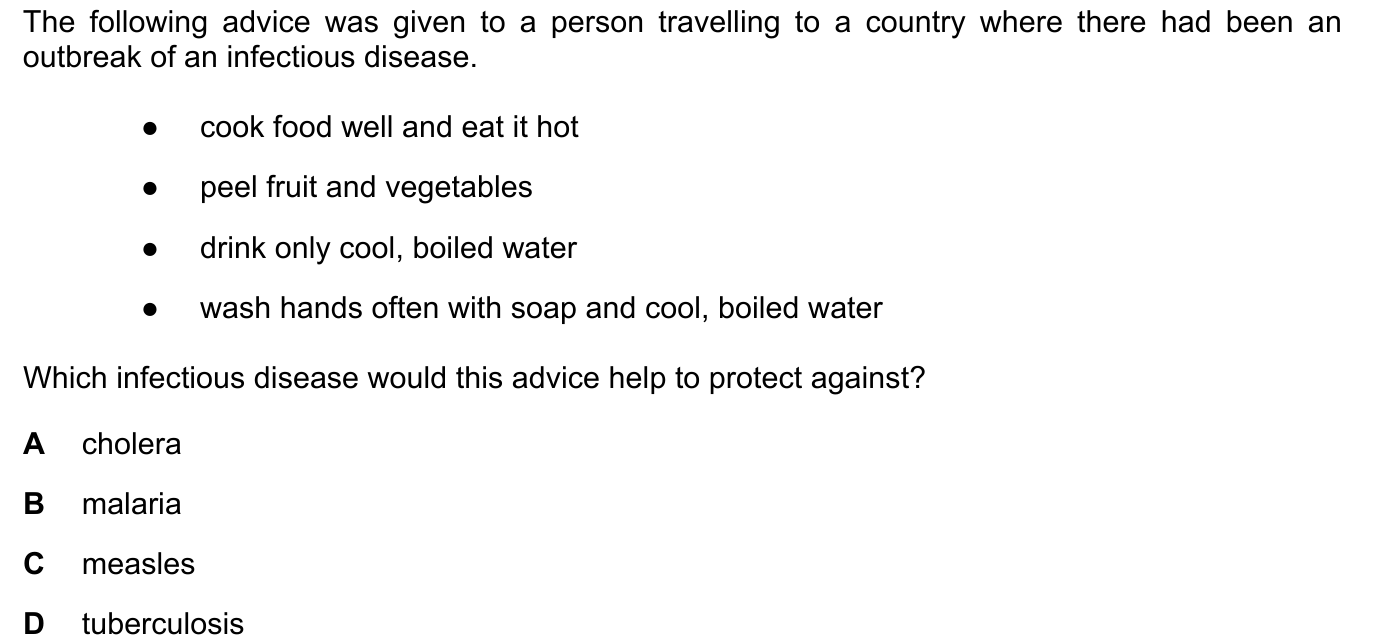 The following advice was given to a person travelling to a country where there had been an
outbreak of an infectious disease.
● cook food well and eat it hot
● peel fruit and vegetables
● drink only cool, boiled water
● wash hands often with soap and cool, boiled water
Which infectious disease would this advice help to protect against?
A cholera
B malaria
C measles
D tuberculosis